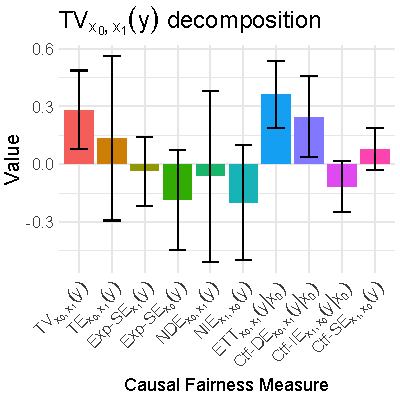 TVx₀, x₁(y) decomposition
0.6
0.3
0.0
-0.3
Value
TVx₀, x₁(y)
TEx₀, x₁(y)
Exp-SEx₁(y)
Exp-SEx₀(y)
NDEx₀, x₁(y)
NIEx₁, x₀(y)
ETTx₀, x₁(y|x₀)
Ctf-DEx₀, x₁(y|x₀)
Ctf-IEx₁, x₀(y|x₀)
Ctf-SEx₁, x₀(y)
Causal Fairness Measure